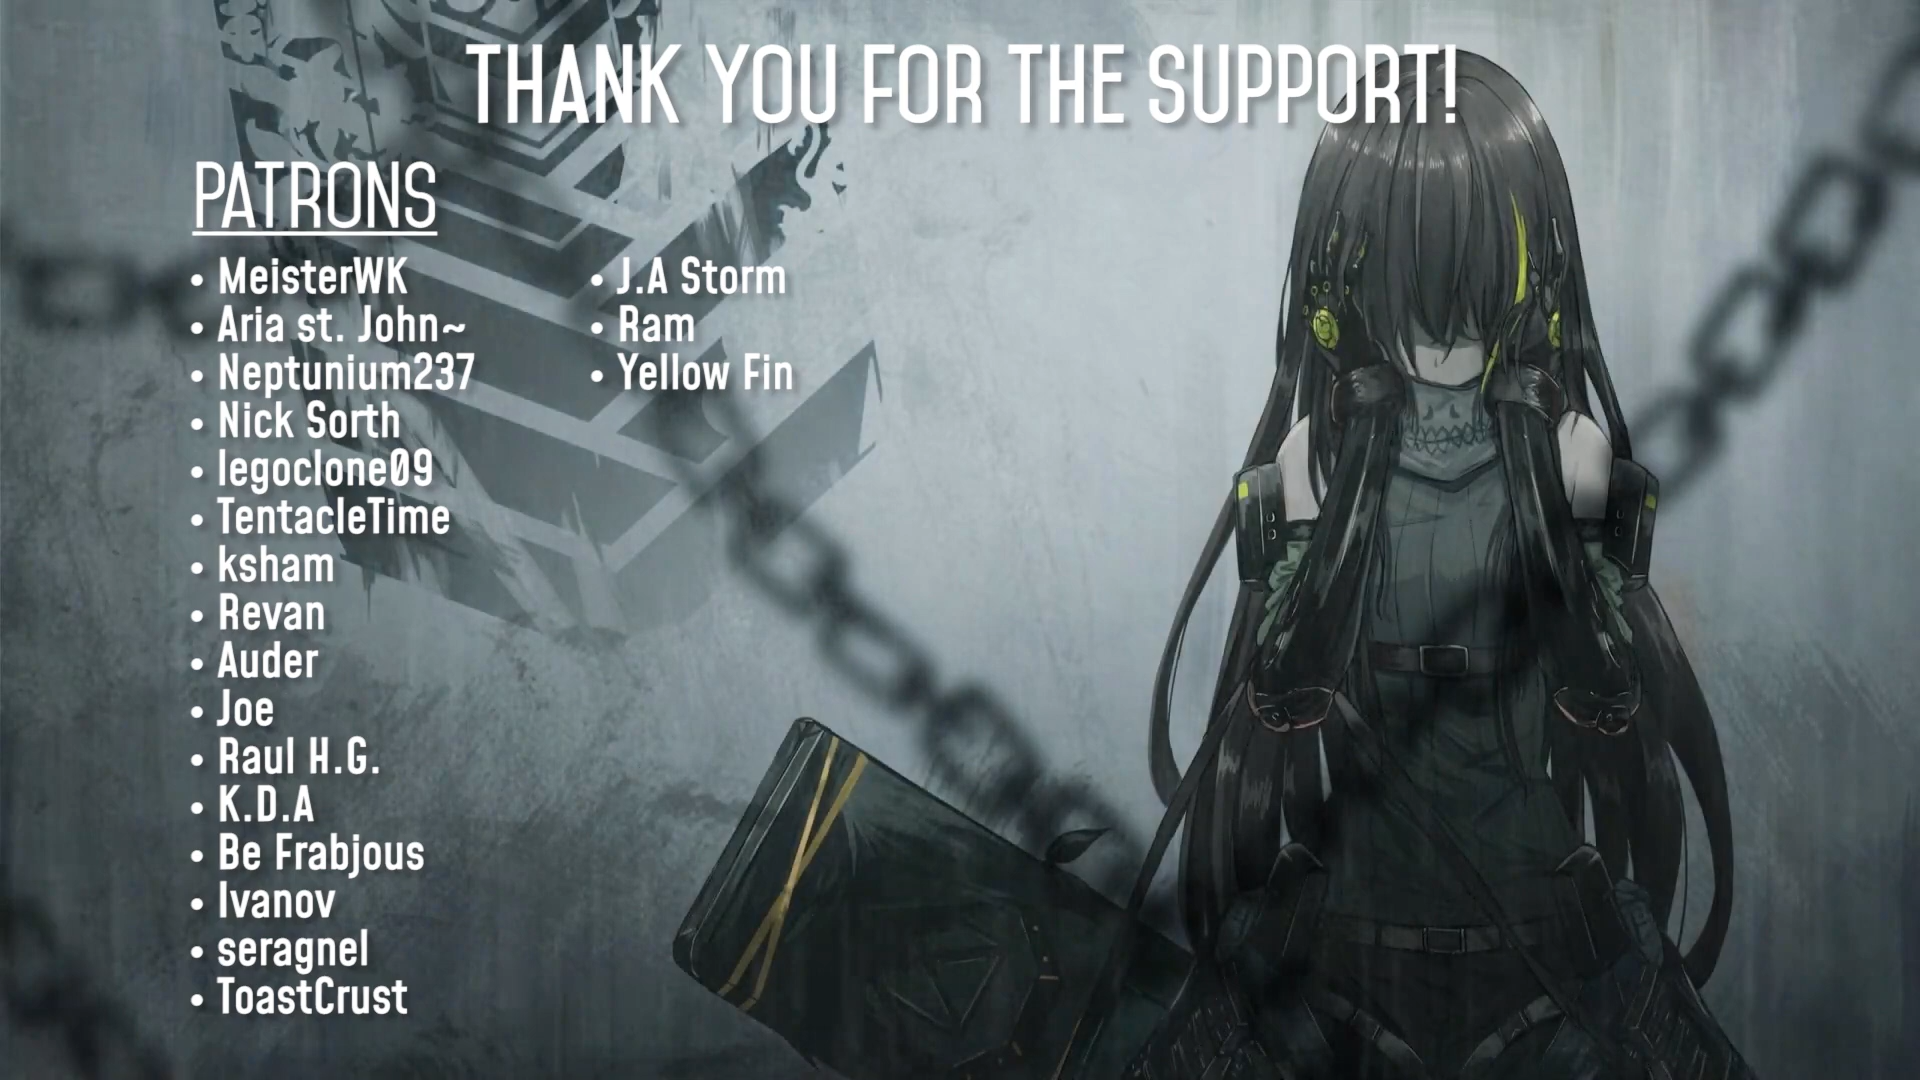 THANK YOU FOR THE SUPPORT!
PATRONS
• MeisterWK
• Aria st. John~
• Neptunium237
• Nick Sorth
• legoclone09
• TentacleTime
• ksham
• Revan
• Auder
• Joe
• Raul H.G.
• K.D.A
• Be Frabjous
• Ivanov
• seragnel
• ToastCrust
• J.A Storm
• Ram
• Yellow Fin